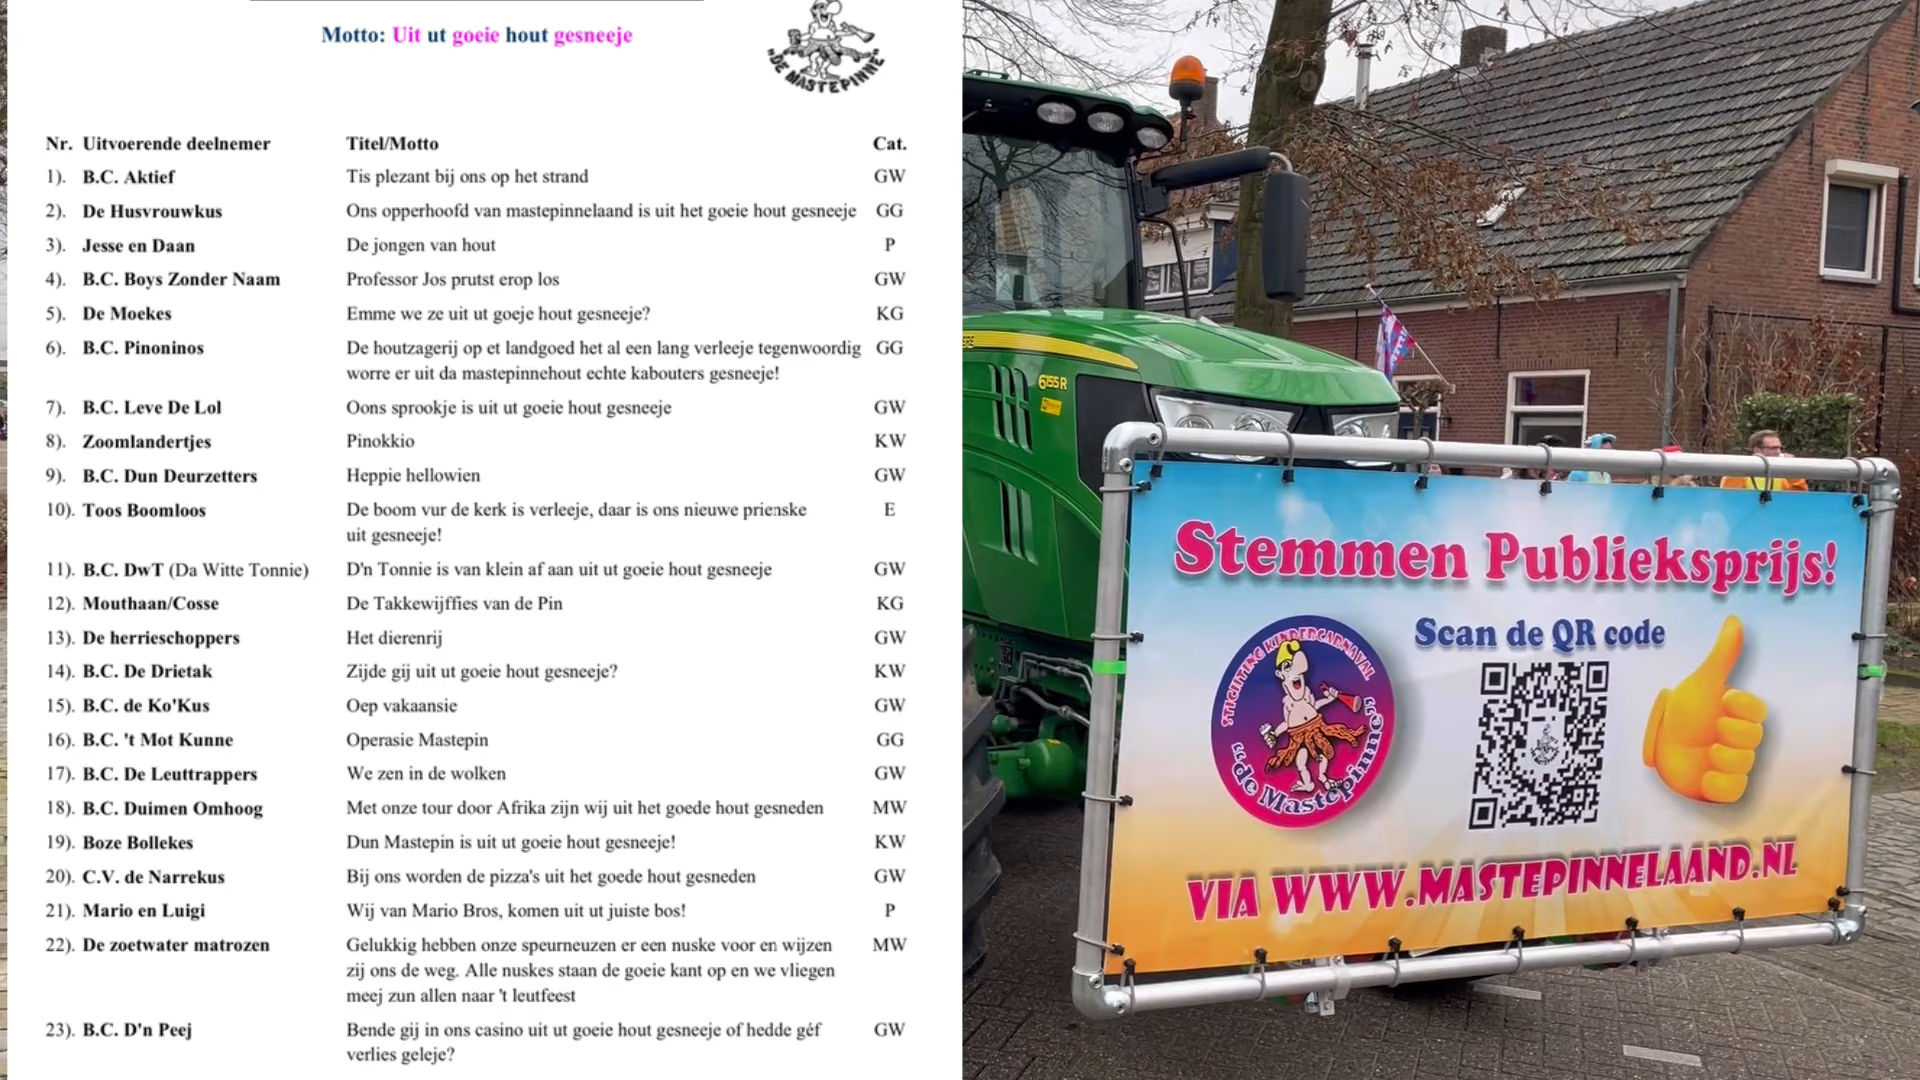 Motto: Uit ut goeie hout gesneeje
"DE MASTEPINNE"
Nr. Uitvoerende deelnemer Titel/Motto Cat.
1). B.C. Aktief Tis plezant bij ons op het strand GW
2). De Husvrouwkus Ons opperhoofd van mastepinnelaand is uit het goeie hout gesneeje GG
3). Jesse en Daan De jongen van hout P
4). B.C. Boys Zonder Naam Professor Jos prutst erop los GW
5). De Moekes Emme we ze uit ut goeje hout gesneeje? KG
6). B.C. Pinoninos De houtzagerij op et landgoed het al een lang verleeje tegenwoordig GG
worre er uit da mastepinnehout echte kabouters gesneeje!
7). B.C. Leve De Lol Oons sprookje is uit ut goeie hout gesneeje GW
8). Zoomlandertjes Pinokkio KW
9). B.C. Dun Deurzetters Heppie hellowien GW
10). Toos Boomloos De boom vur de kerk is verleeje, daar is ons nieuwe prienske E
uit gesneeje!
11). B.C. DwT (Da Witte Tonnie) D'n Tonnie is van klein af aan uit ut goeie hout gesneeje GW
12). Mouthaan/Cosse De Takkewijffies van de Pin KG
13). De herrieschoppers Het dierenrij GW
14). B.C. De Drietak Zijde gij uit ut goeie hout gesneeje? KW
15). B.C. de Ko'Kus Oep vakaansie GW
16). B.C. 't Mot Kunne Operasie Mastepin GG
17). B.C. De Leuttrappers We zen in de wolken GW
18). B.C. Duimen Omhoog Met onze tour door Afrika zijn wij uit het goede hout gesneden MW
19). Boze Bollekes Dun Mastepin is uit ut goeie hout gesneeje! KW
20). C.V. de Narrekus Bij ons worden de pizza's uit het goede hout gesneden GW
21). Mario en Luigi Wij van Mario Bros, komen uit ut juiste bos! P
22). De zoetwater matrozen Gelukkig hebben onze speurneuzen er een nuske voor en wijzen MW
zij ons de weg. Alle nuskes staan de goeie kant op en we vliegen
meej zun allen naar 't leutfeest
23). B.C. D'n Peej Bende gij in ons casino uit ut goeie hout gesneeje of hedde géf GW
verlies geleje?
6155R
Stemmen Publieksprijs!
Scan de QR code
STICHTING KINDERCARNAVAL
"de Mastepinne"
VIA WWW.MASTEPINNELAAND.NL